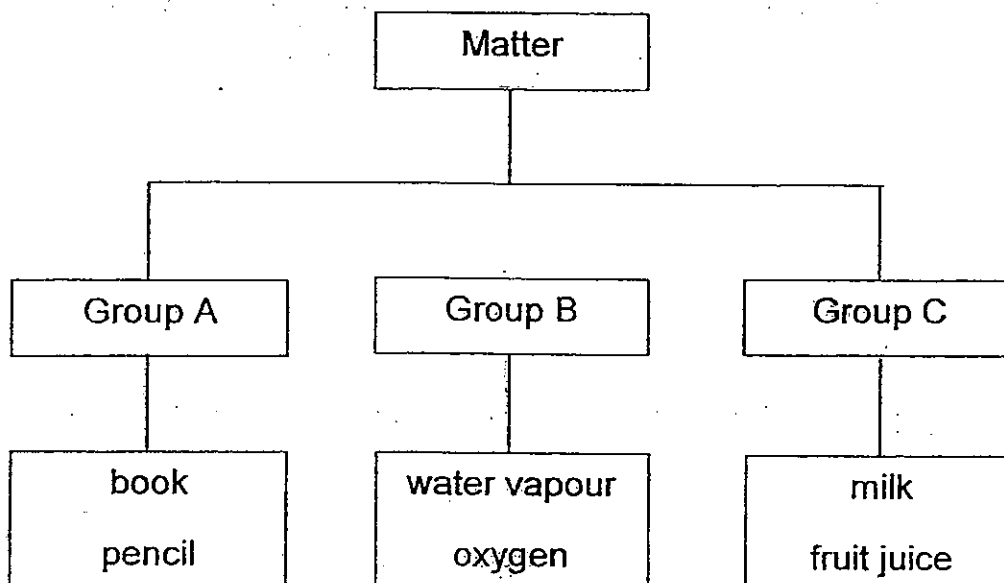 Matter
Group A
Group B
Group C
book
pencil
water vapour
oxygen
milk
fruit juice